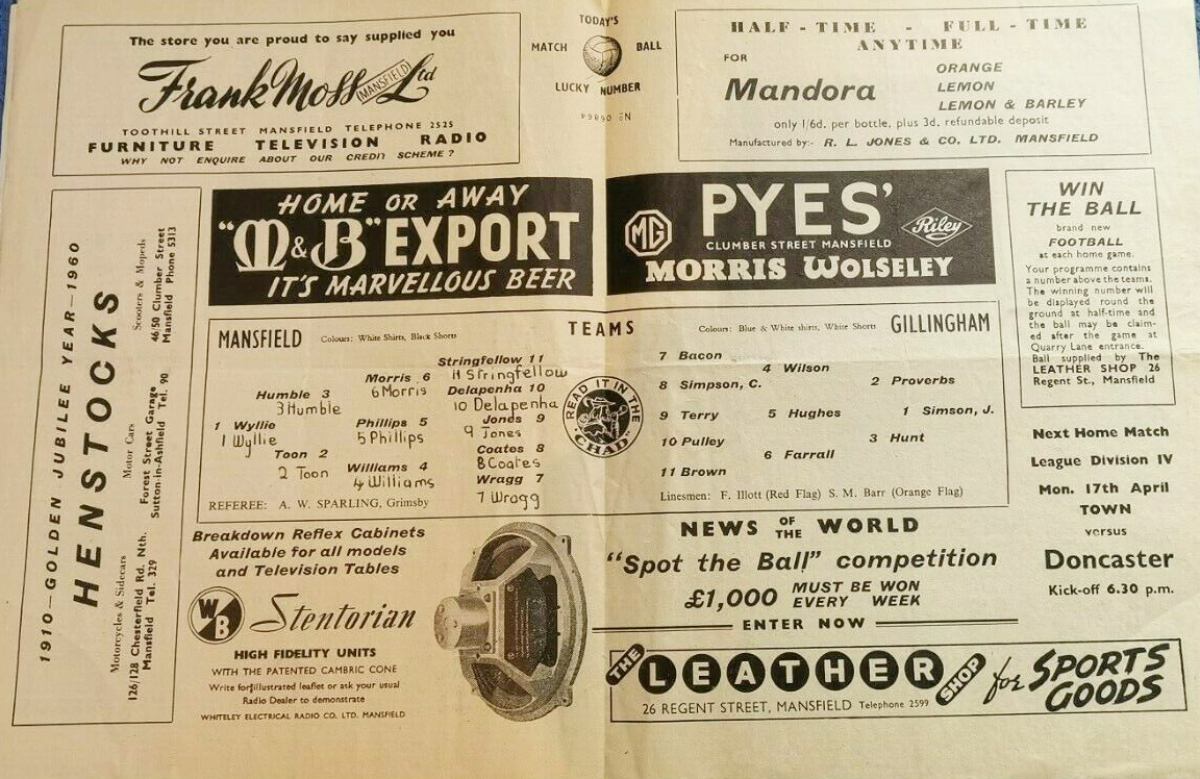 The store you are proud to say supplied you
Frank Moss (MANSFIELD) Ltd
TOOTHILL STREET MANSFIELD TELEPHONE 2525
FURNITURE TELEVISION RADIO
WHY NOT ENQUIRE ABOUT OUR CREDIT SCHEME ?
TODAY'S
MATCH BALL
LUCKY NUMBER
HALF - TIME - FULL - TIME
ANYTIME
FOR
Mandora
ORANGE
LEMON
LEMON & BARLEY
only 1/6d. per bottle, plus 3d. refundable deposit
Manufactured by:- R. L. JONES & CO. LTD. MANSFIELD
1910—GOLDEN JUBILEE YEAR—1960
HENSTOCKS
Motorcycles & Sidecars
126/128 Chesterfield Rd. Nth.
Mansfield Tel. 329
Motor Cars
Forest Street Garage
Sutton-in-Ashfield Tel. 90
Scooters & Mopeds
46/50 Clumber Street
Mansfield Phone 5313
HOME OR AWAY
"M & B" EXPORT
IT'S MARVELLOUS BEER
MG
PYES'
Riley
CLUMBER STREET MANSFIELD
MORRIS WOLSELEY
WIN
THE BALL
brand new
FOOTBALL
at each home game.
Your programme contains
a number above the teams.
The winning number will
be displayed round the
ground at half-time and
the ball may be claim-
ed after the game at
Quarry Lane entrance.
Ball supplied by The
LEATHER SHOP 26
Regent St., Mansfield
TEAMS
MANSFIELD Colours: White Shirts, Black Shorts
Stringfellow 11
11 Stringfellow
Morris 6
6 Morris
Delapenha 10
10 Delapenha
Humble 3
3 Humble
Jones 9
9 Jones
1 Wyllie
1 Wyllie
Phillips 5
5 Phillips
Coates 8
8 Coates
Toon 2
2 Toon
Williams 4
4 Williams
Wragg 7
7 Wragg
REFEREE: A. W. SPARLING, Grimsby
READ IT IN THE
"CHAD"
Colours: Blue & White shirts, White Shorts GILLINGHAM
7 Bacon
4 Wilson
8 Simpson, C.
2 Proverbs
9 Terry
5 Hughes
1 Simson, J.
10 Pulley
3 Hunt
6 Farrall
11 Brown
Linesmen: F. Illott (Red Flag) S. M. Barr (Orange Flag)
Next Home Match
League Division IV
Mon. 17th April
TOWN
versus
Doncaster
Kick-off 6.30 p.m.
Breakdown Reflex Cabinets
Available for all models
and Television Tables
WB
Stentorian
HIGH FIDELITY UNITS
WITH THE PATENTED CAMBRIC CONE
Write for illustrated leaflet or ask your usual
Radio Dealer to demonstrate
WHITELEY ELECTRICAL RADIO CO. LTD. MANSFIELD
NEWS OF THE WORLD
"Spot the Ball" competition
£1,000 MUST BE WON
EVERY WEEK
ENTER NOW
THE LEATHER SHOP for SPORTS GOODS
26 REGENT STREET, MANSFIELD Telephone 2599